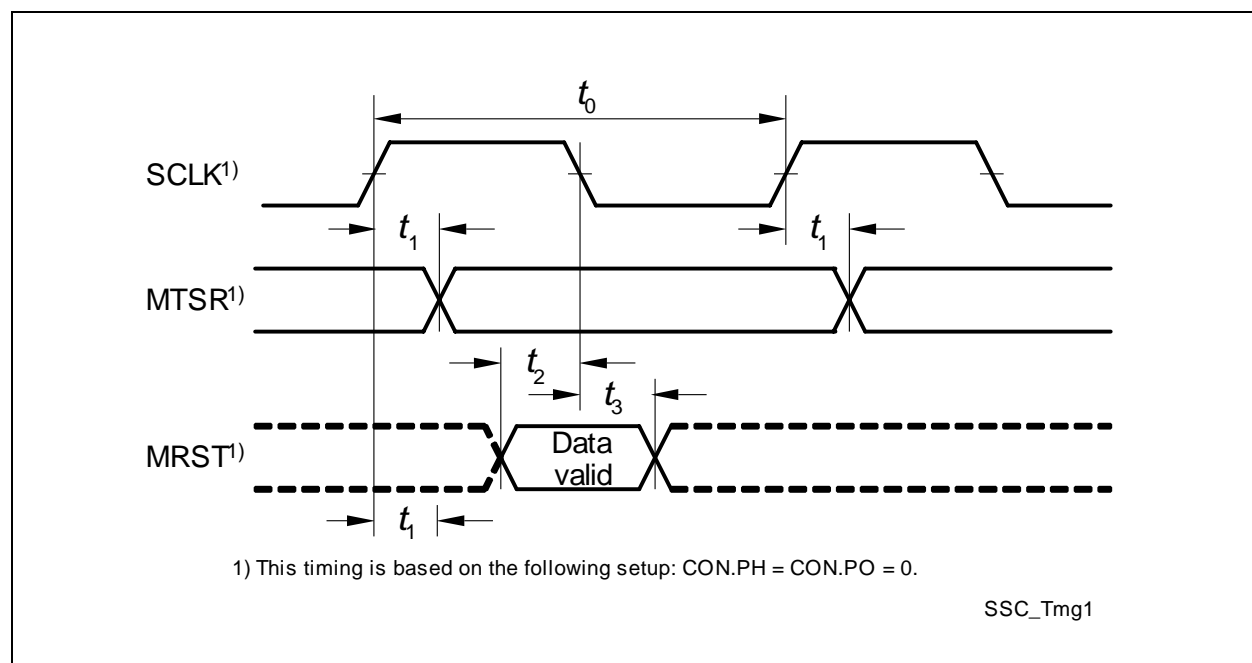 t₀
SCLK¹⁾
t₁ t₁
MTSR¹⁾
t₂
t₃
MRST¹⁾
Data
valid
t₁
1) This timing is based on the following setup: CON.PH = CON.PO = 0.
SSC_Tmg1